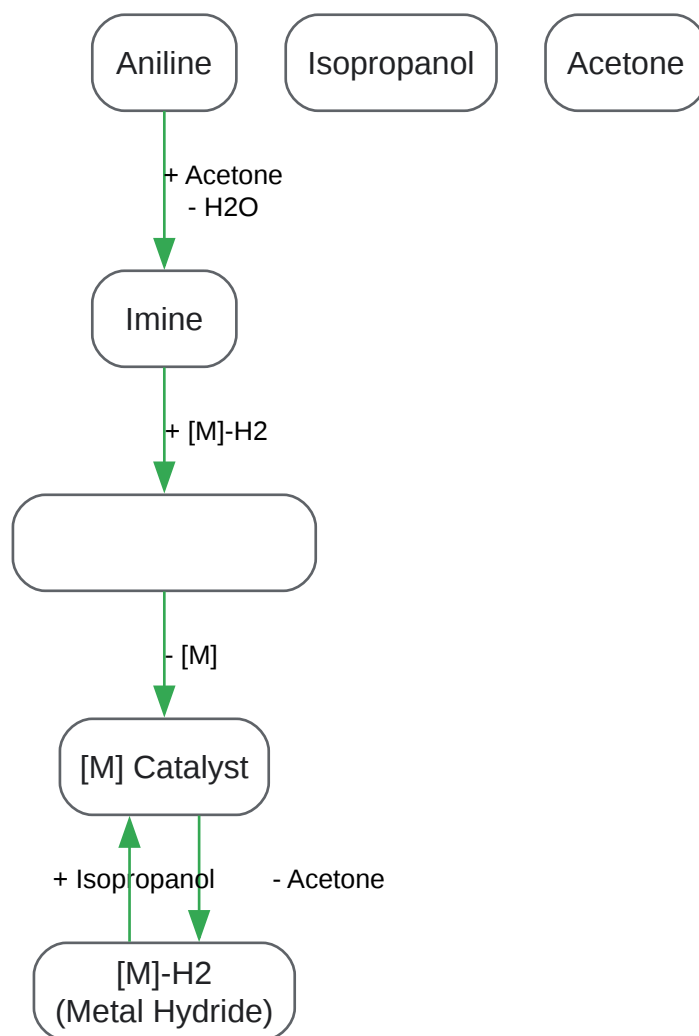 Aniline
Isopropanol
Acetone
+ Acetone
- H2O
Imine
+ [M]-H2
- [M]
[M] Catalyst
+ Isopropanol
- Acetone
[M]-H2
(Metal Hydride)